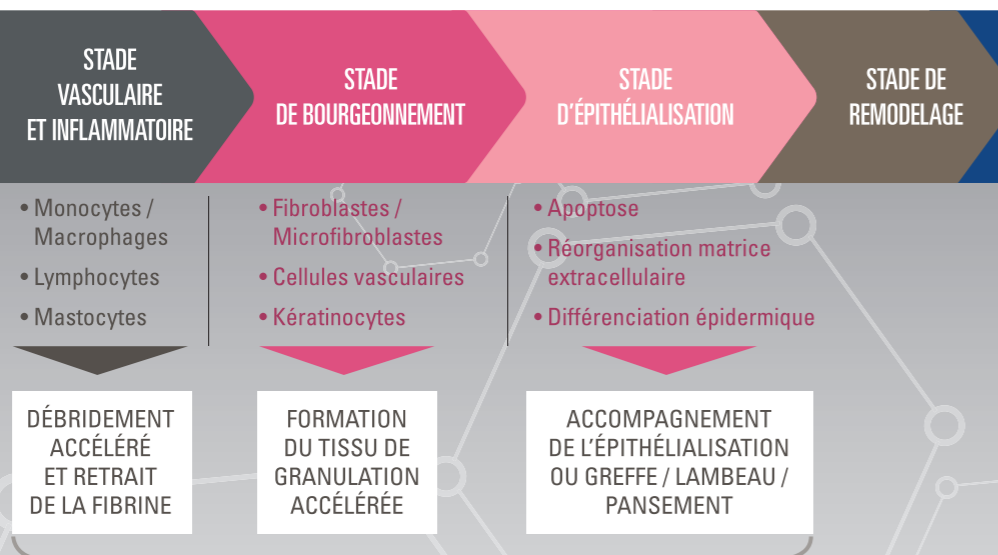 STADE
VASCULAIRE
ET INFLAMMATOIRE
STADE
DE BOURGEONNEMENT
STADE
D'ÉPITHÉLIALISATION
STADE DE
REMODELAGE
• Monocytes /
Macrophages
• Lymphocytes
• Mastocytes
• Fibroblastes /
Microfibroblastes
• Cellules vasculaires
• Kératinocytes
• Apoptose
• Réorganisation matrice
extracellulaire
• Différenciation épidermique
DÉBRIDEMENT
ACCÉLÉRÉ
ET RETRAIT
DE LA FIBRINE
FORMATION
DU TISSU DE
GRANULATION
ACCÉLÉRÉE
ACCOMPAGNEMENT
DE L'ÉPITHÉLIALISATION
OU GREFFE / LAMBEAU /
PANSEMENT